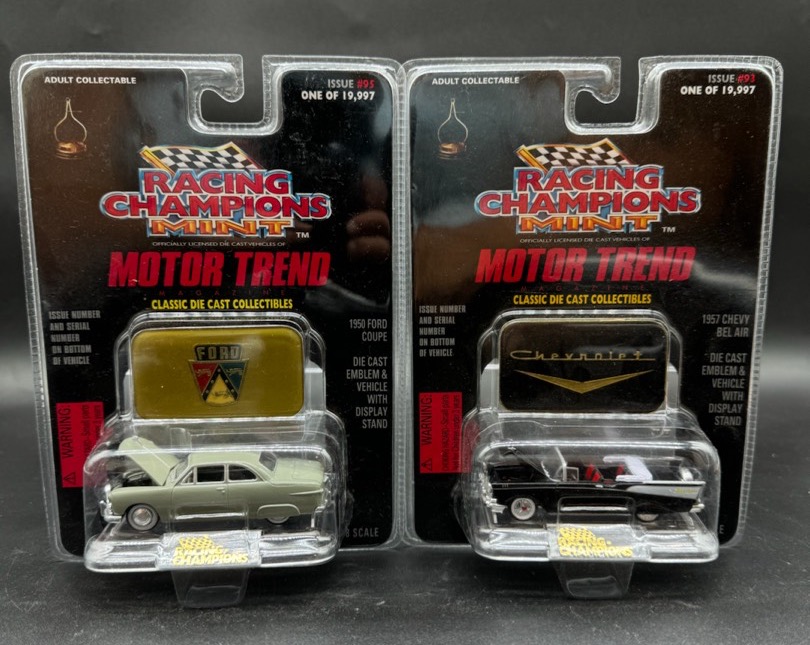 ADULT COLLECTABLE
ISSUE #95
ONE OF 19,997
RACING
CHAMPIONS
MINT
TM
OFFICIALLY LICENSED DIE CAST VEHICLES OF
MOTOR TREND
MAGAZINE
CLASSIC DIE CAST COLLECTIBLES
ISSUE NUMBER
AND SERIAL
NUMBER
ON BOTTOM
OF VEHICLE
1950 FORD
COUPE
DIE CAST
EMBLEM &
VEHICLE
WITH
DISPLAY
STAND
FORD
WARNING:
SCALE
RACING
CHAMPIONS
ADULT COLLECTABLE
ISSUE #93
ONE OF 19,997
RACING
CHAMPIONS
MINT
TM
OFFICIALLY LICENSED DIE CAST VEHICLES OF
MOTOR TREND
MAGAZINE
CLASSIC DIE CAST COLLECTIBLES
ISSUE NUMBER
AND SERIAL
NUMBER
ON BOTTOM
OF VEHICLE
1957 CHEVY
BEL AIR
DIE CAST
EMBLEM &
VEHICLE
WITH
DISPLAY
STAND
Chevrolet
WARNING:
RACING
CHAMPIONS